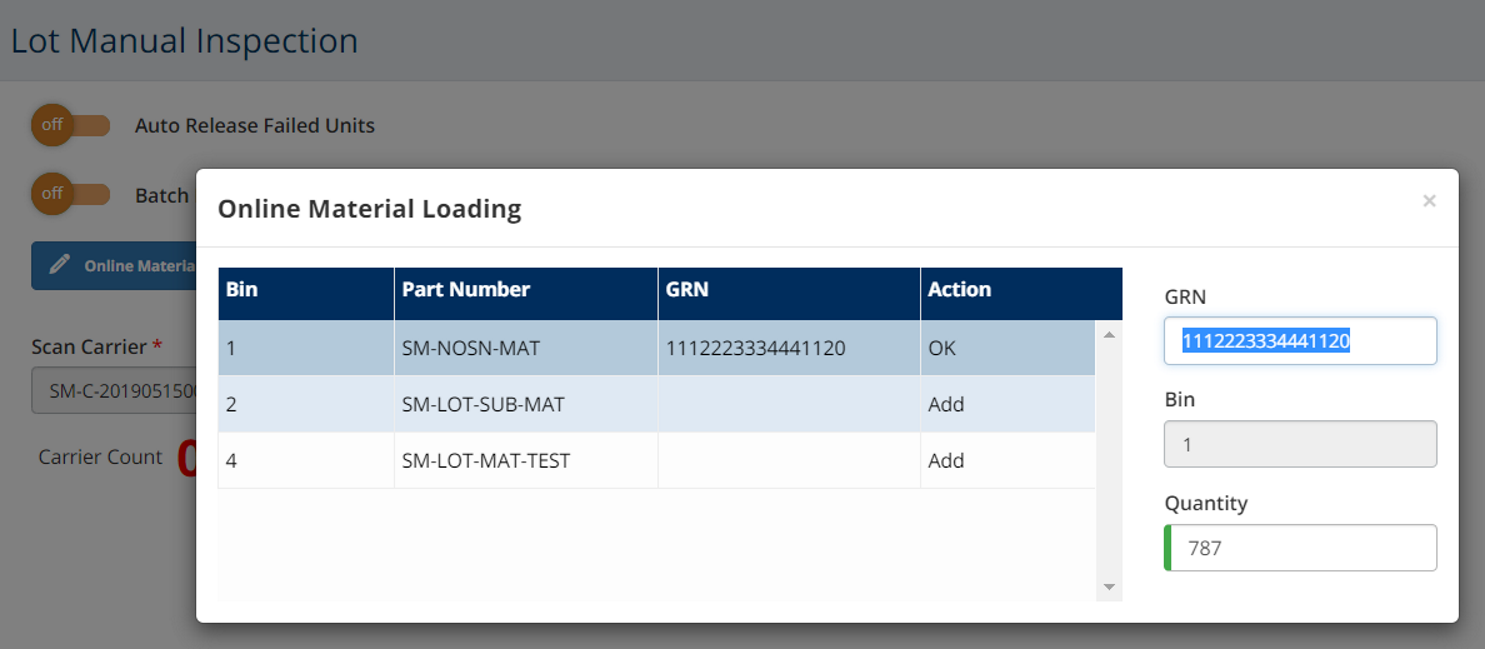 Lot Manual Inspection
off Auto Release Failed Units
off Batch
Online Material Loading
×
Online Materia
Bin Part Number GRN Action
1 SM-NOSN-MAT 1112223334441120 OK
2 SM-LOT-SUB-MAT Add
4 SM-LOT-MAT-TEST Add
GRN
1112223334441120
Bin
1
Quantity
787
Scan Carrier *
SM-C-201905150
Carrier Count 0